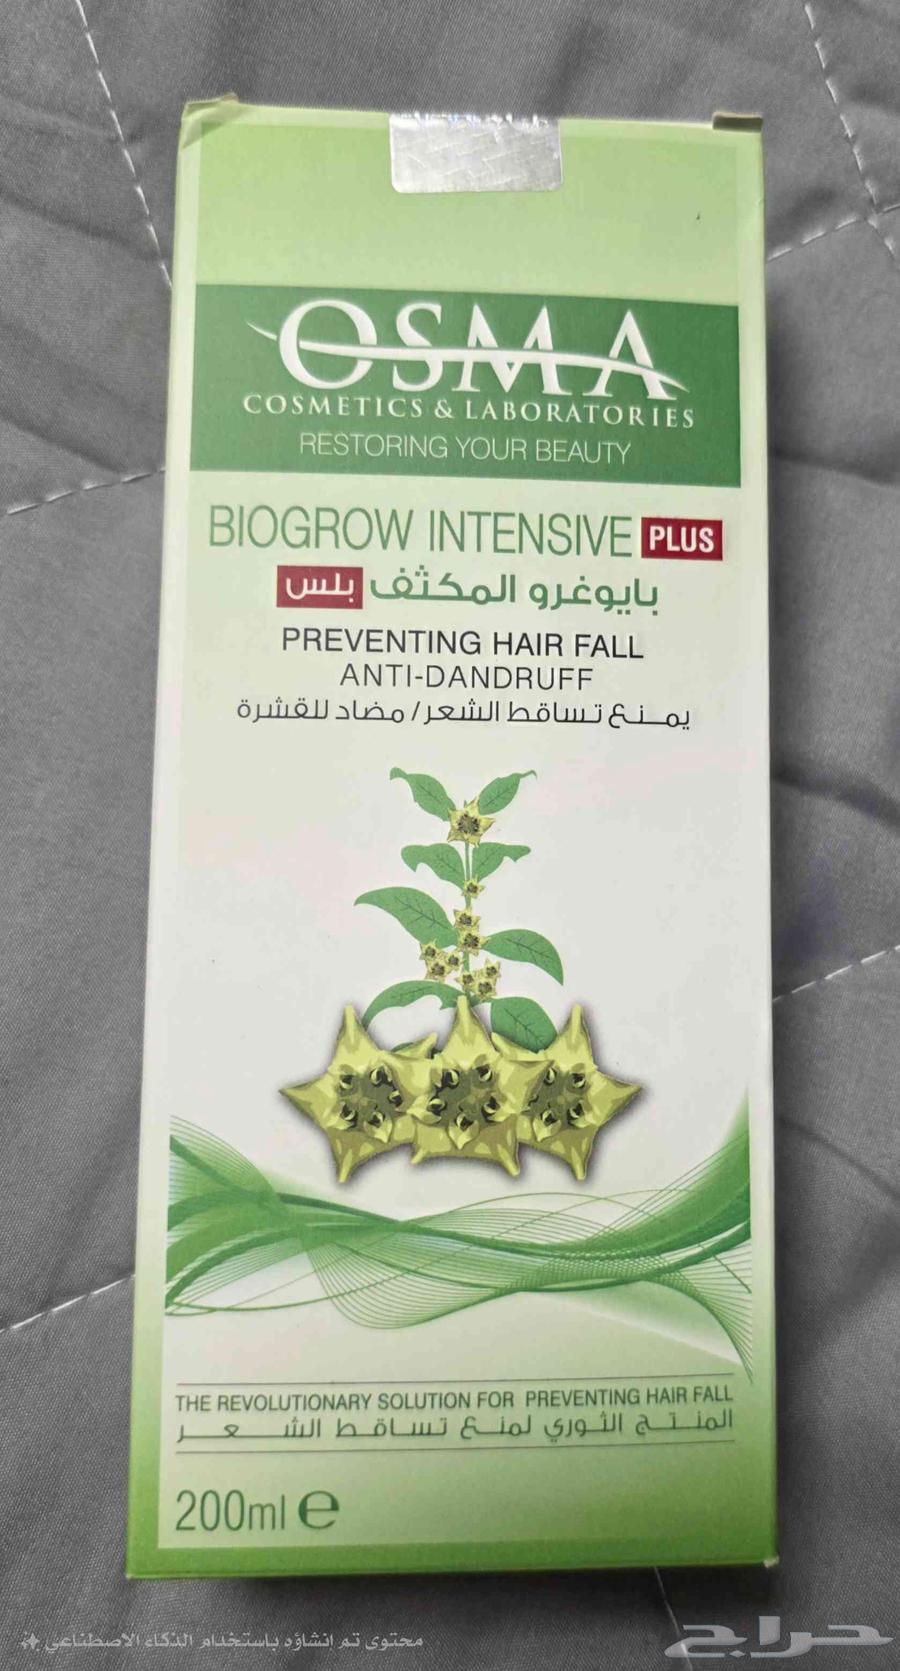 OSMA
COSMETICS & LABORATORIES
RESTORING YOUR BEAUTY
BIOGROW INTENSIVE PLUS
بايوغرو المكثف بلس
PREVENTING HAIR FALL
ANTI-DANDRUFF
يمنع تساقط الشعر / مضاد للقشرة
THE REVOLUTIONARY SOLUTION FOR PREVENTING HAIR FALL
المنتج الثوري لمنع تساقط الشعر
200ml e
محتوى تم انشاؤه باستخدام الذكاء الاصطناعي
حراج